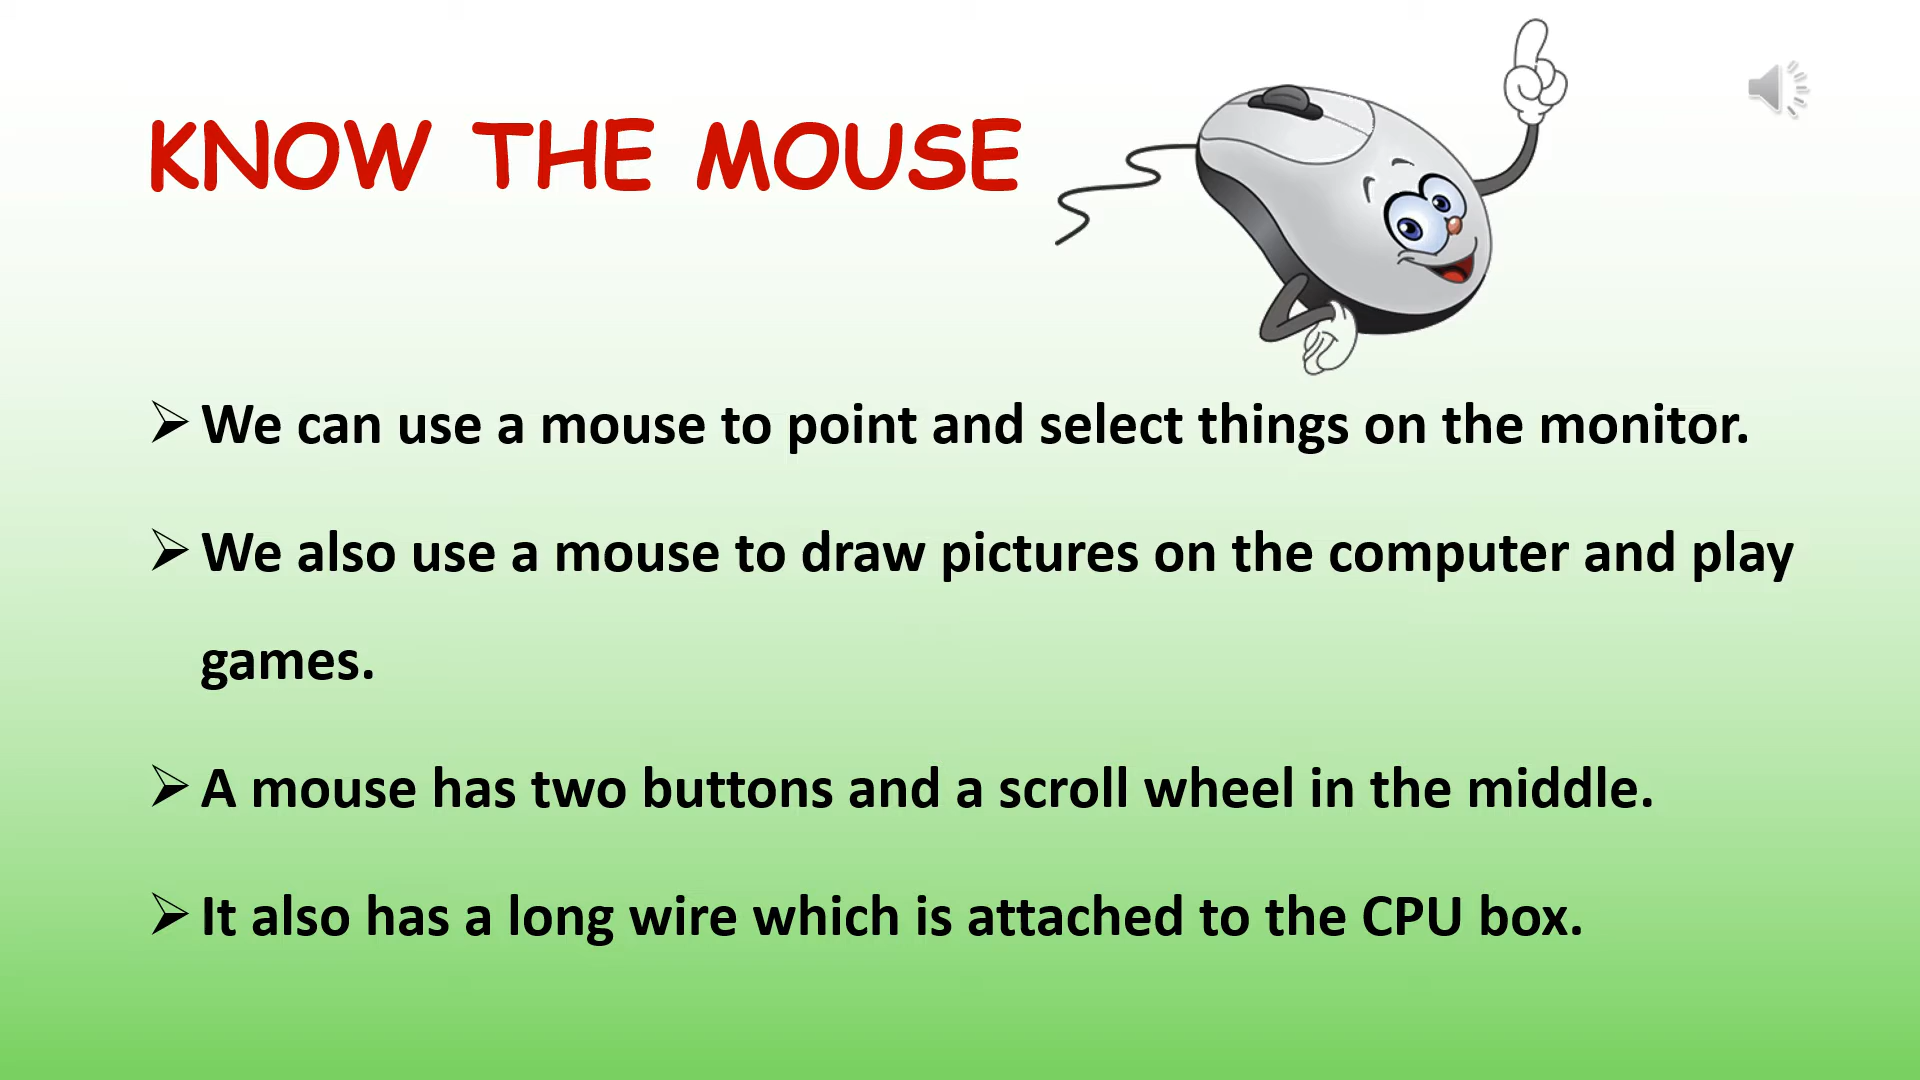 KNOW THE MOUSE
We can use a mouse to point and select things on the monitor.
We also use a mouse to draw pictures on the computer and play
games.
A mouse has two buttons and a scroll wheel in the middle.
It also has a long wire which is attached to the CPU box.